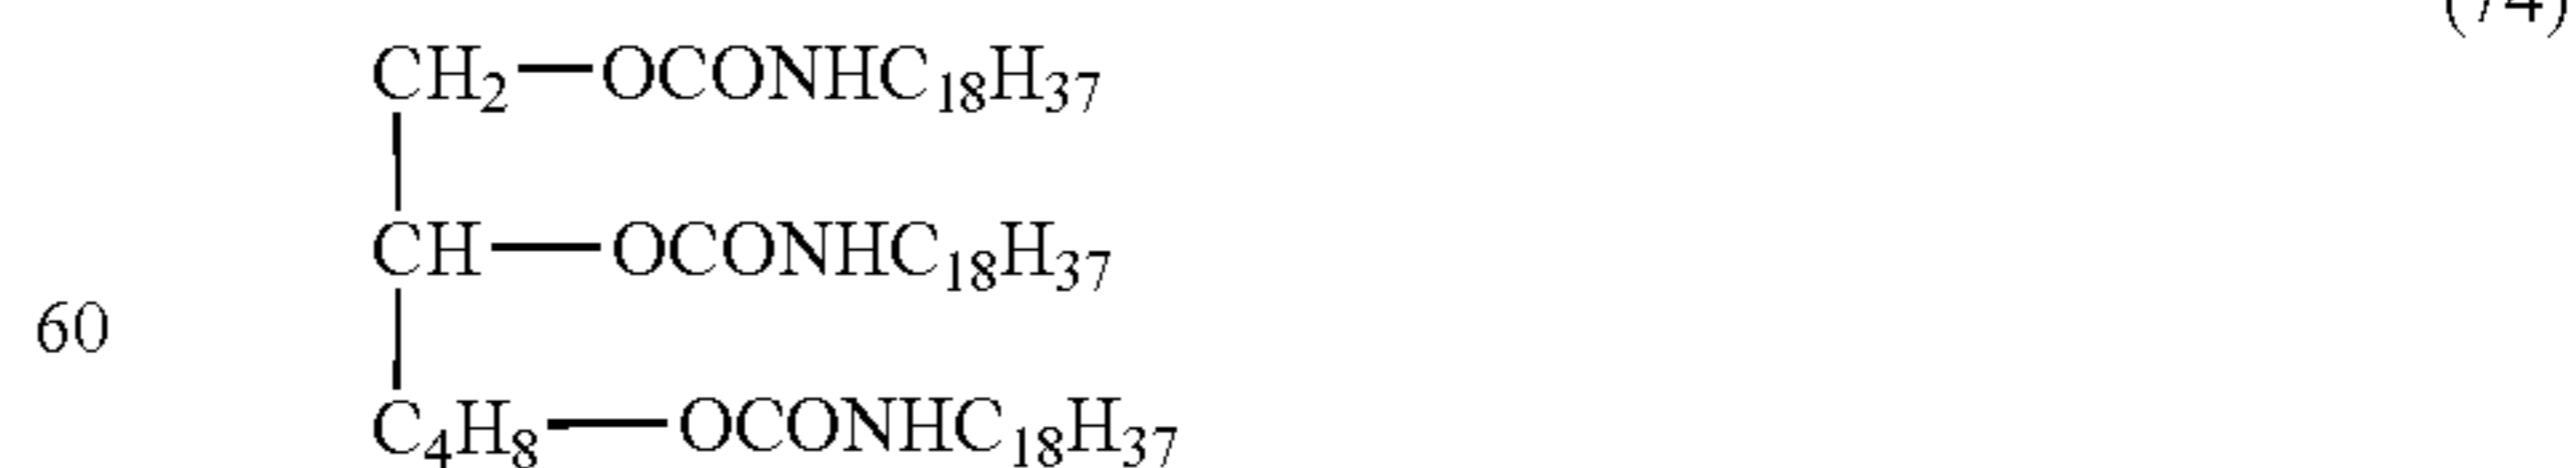 (74)
CH₂—OCONHC₁₈H₃₇
CH—OCONHC₁₈H₃₇
60
C₄H₈—OCONHC₁₈H₃₇